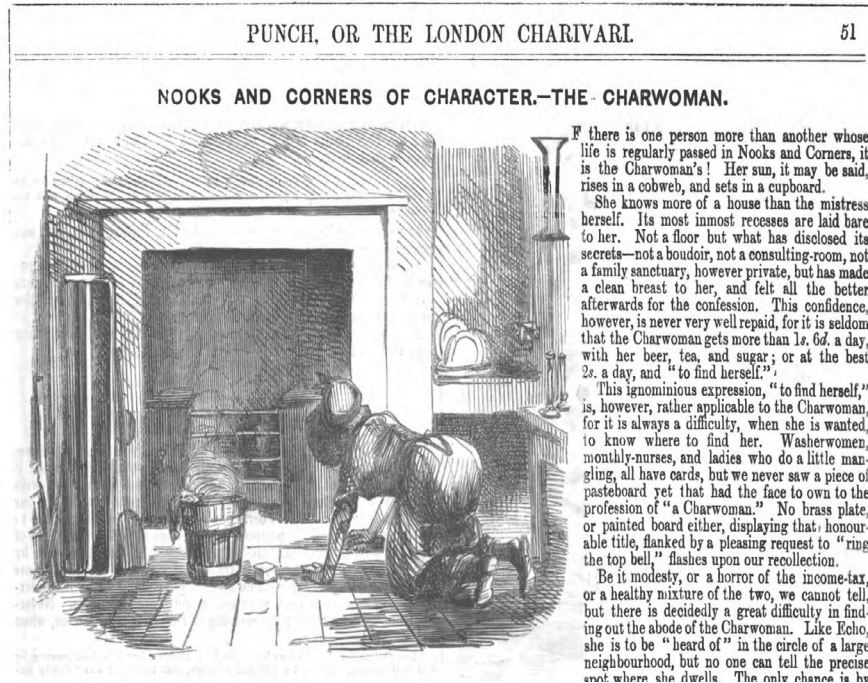 PUNCH, OR THE LONDON CHARIVARI. 51
NOOKS AND CORNERS OF CHARACTER.—THE CHARWOMAN.
F there is one person more than another whose
life is regularly passed in Nooks and Corners, it
is the Charwoman's! Her sun, it may be said,
rises in a cobweb, and sets in a cupboard.
She knows more of a house than the mistress
herself. Its most inmost recesses are laid bare
to her. Not a floor but what has disclosed its
secrets—not a boudoir, not a consulting-room, not
a family sanctuary, however private, but has made
a clean breast to her, and felt all the better
afterwards for the confession. This confidence,
however, is never very well repaid, for it is seldom
that the Charwoman gets more than 1s. 6d. a day,
with her beer, tea, and sugar; or at the best
2s. a day, and "to find herself."
This ignominious expression, "to find herself,"
is, however, rather applicable to the Charwoman,
for it is always a difficulty, when she is wanted,
to know where to find her. Washerwomen,
monthly-nurses, and ladies who do a little man-
gling, all have cards, but we never saw a piece of
pasteboard yet that had the face to own to the
profession of "a Charwoman." No brass plate,
or painted board either, displaying that honour-
able title, flanked by a pleasing request to "ring
the top bell," flashes upon our recollection.
Be it modesty, or a horror of the income-tax,
or a healthy mixture of the two, we cannot tell,
but there is decidedly a great difficulty in find-
ing out the abode of the Charwoman. Like Echo,
she is to be "heard of" in the circle of a large
neighbourhood, but no one can tell the precise
spot where she dwells. The only chance is by